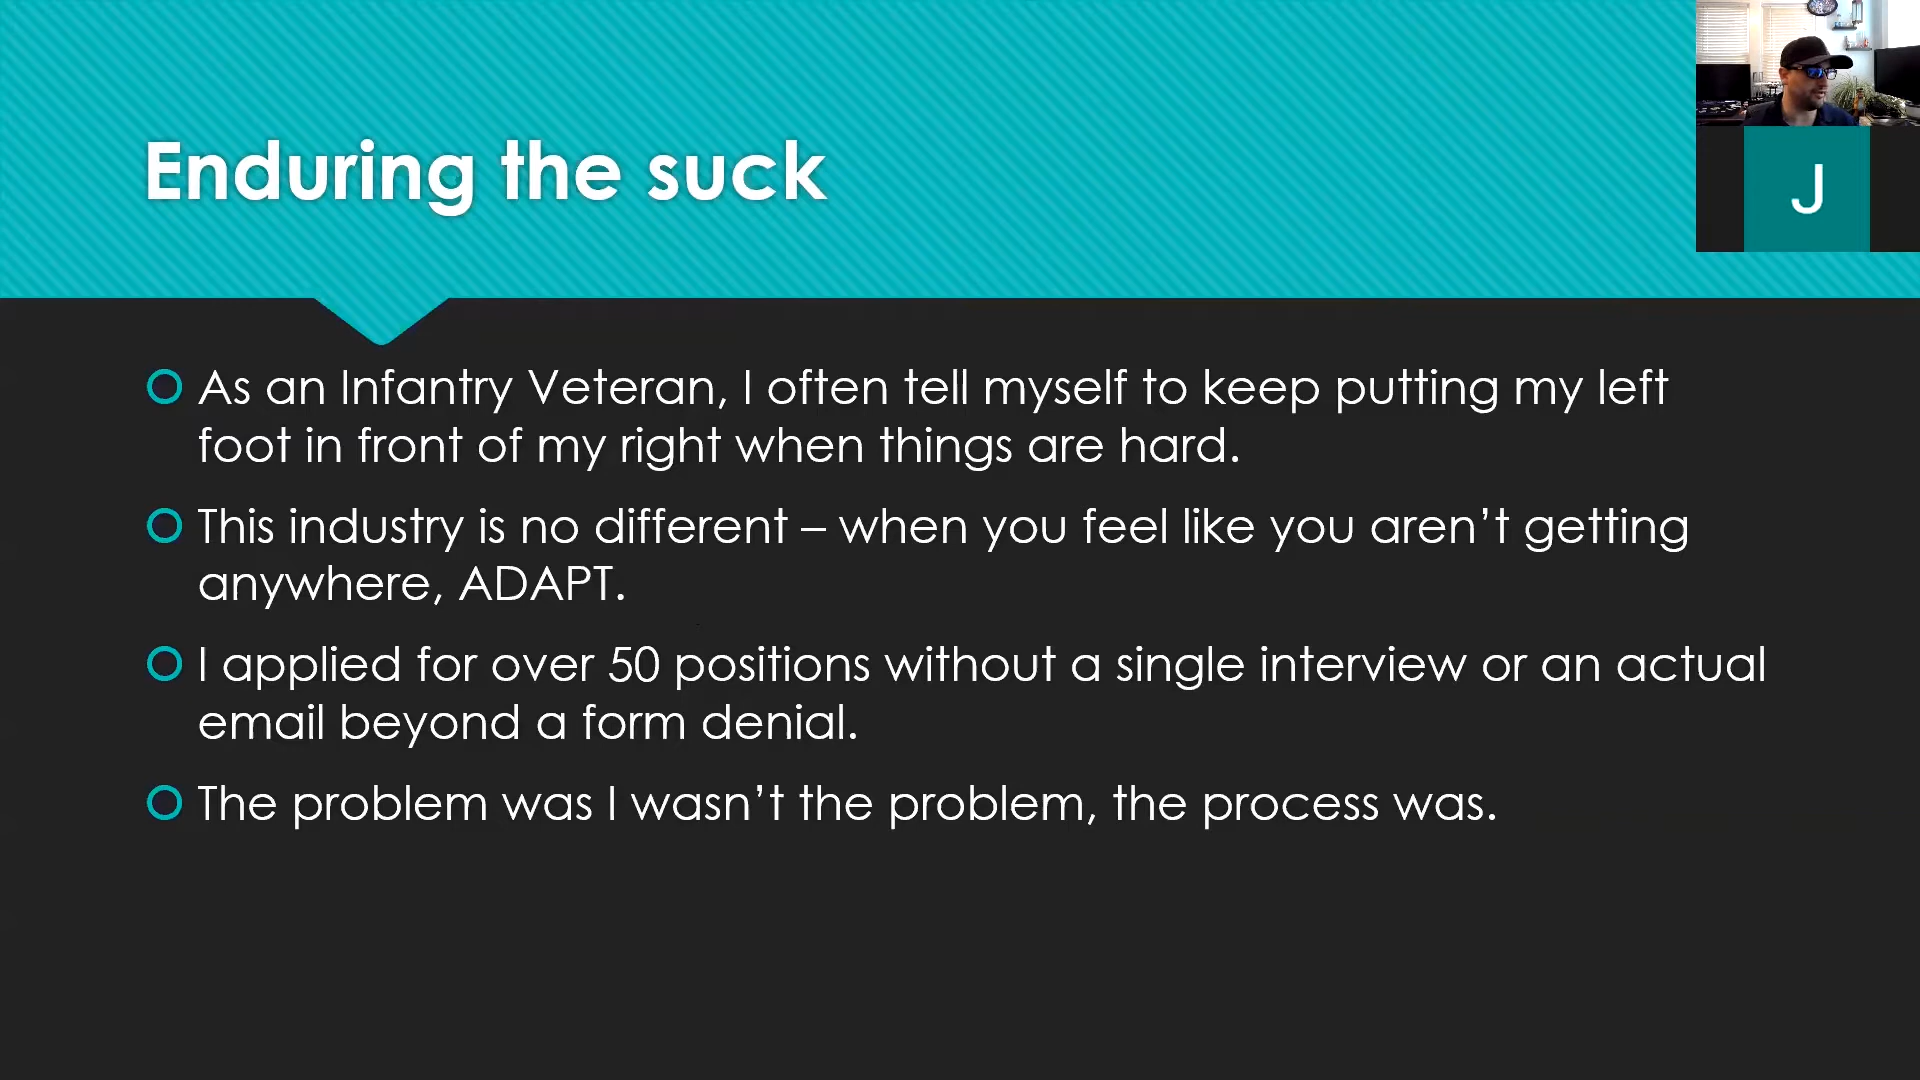 Enduring the suck
J
As an Infantry Veteran, I often tell myself to keep putting my left
foot in front of my right when things are hard.
This industry is no different – when you feel like you aren’t getting
anywhere, ADAPT.
I applied for over 50 positions without a single interview or an actual
email beyond a form denial.
The problem was I wasn’t the problem, the process was.